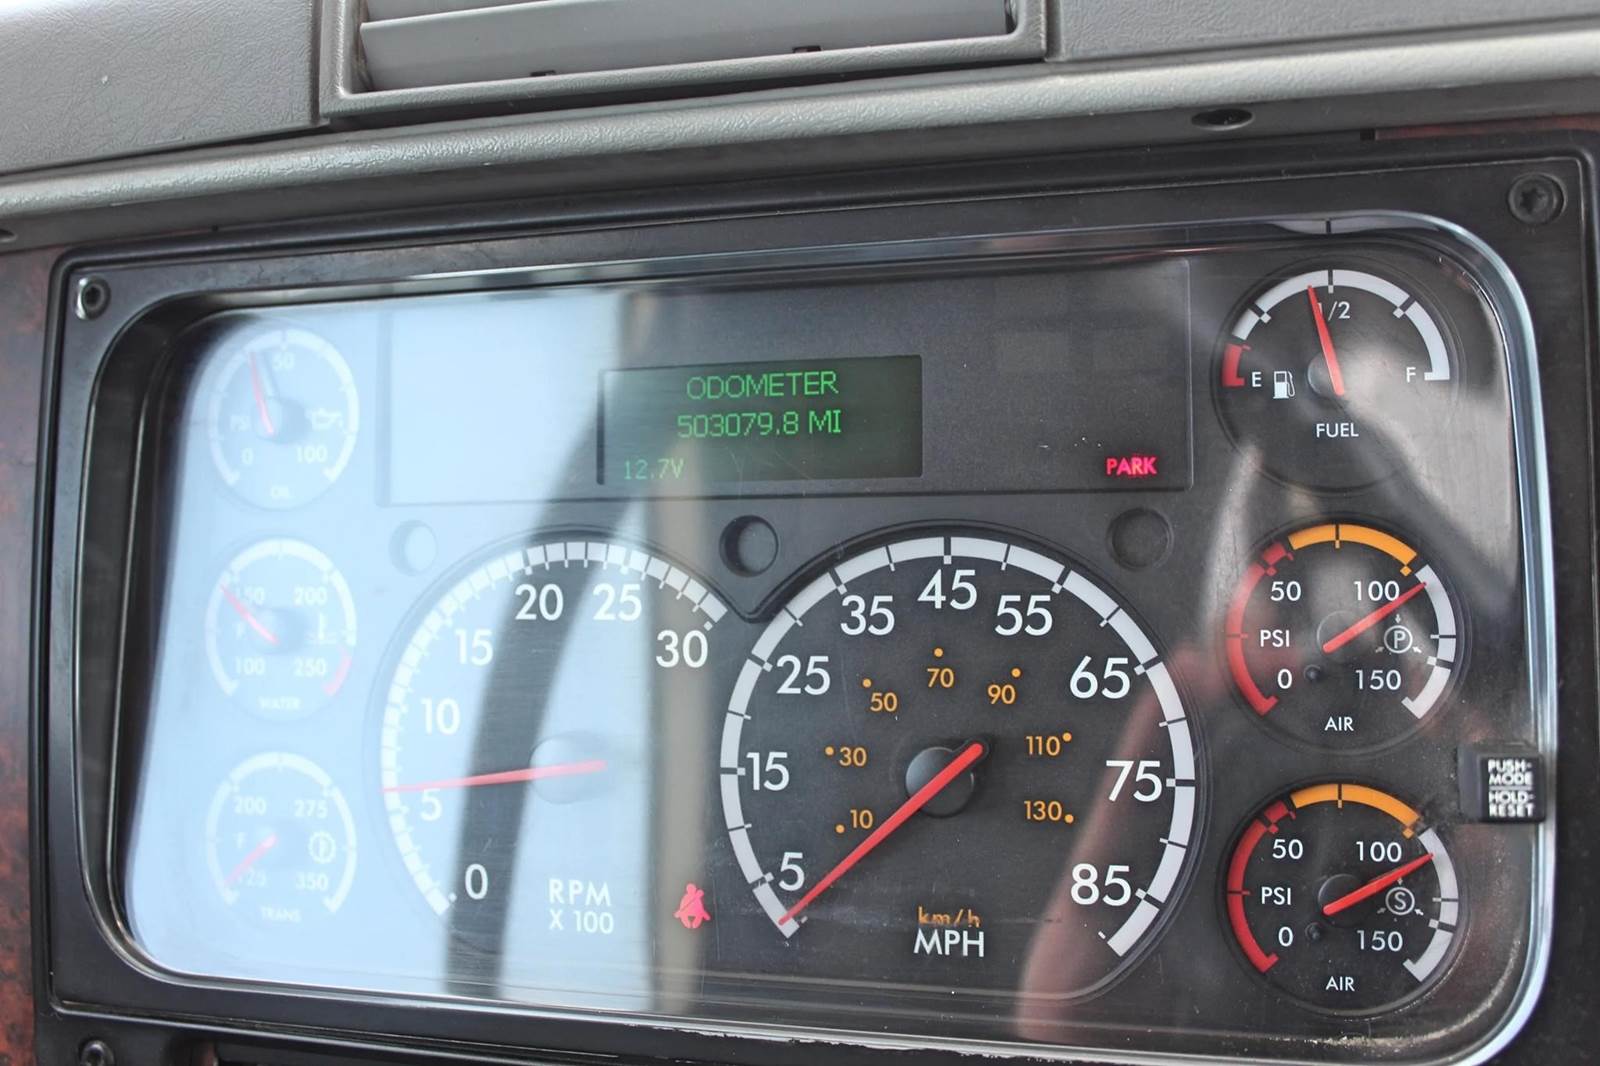 50
PSI
0
100
OIL
150
200
F
100
250
WATER
200
275
F
125
350
TRANS
ODOMETER
503079.8 MI
12.7V
PARK
0
5
10
15
20
25
30
RPM
X 100
5
15
25
35
45
55
65
75
85
10
30
50
70
90
110
130
km/h
MPH
1/2
E
F
FUEL
50
100
PSI
P
0
150
AIR
50
100
PSI
S
0
150
AIR
PUSH-
MODE
HOLD-
RESET